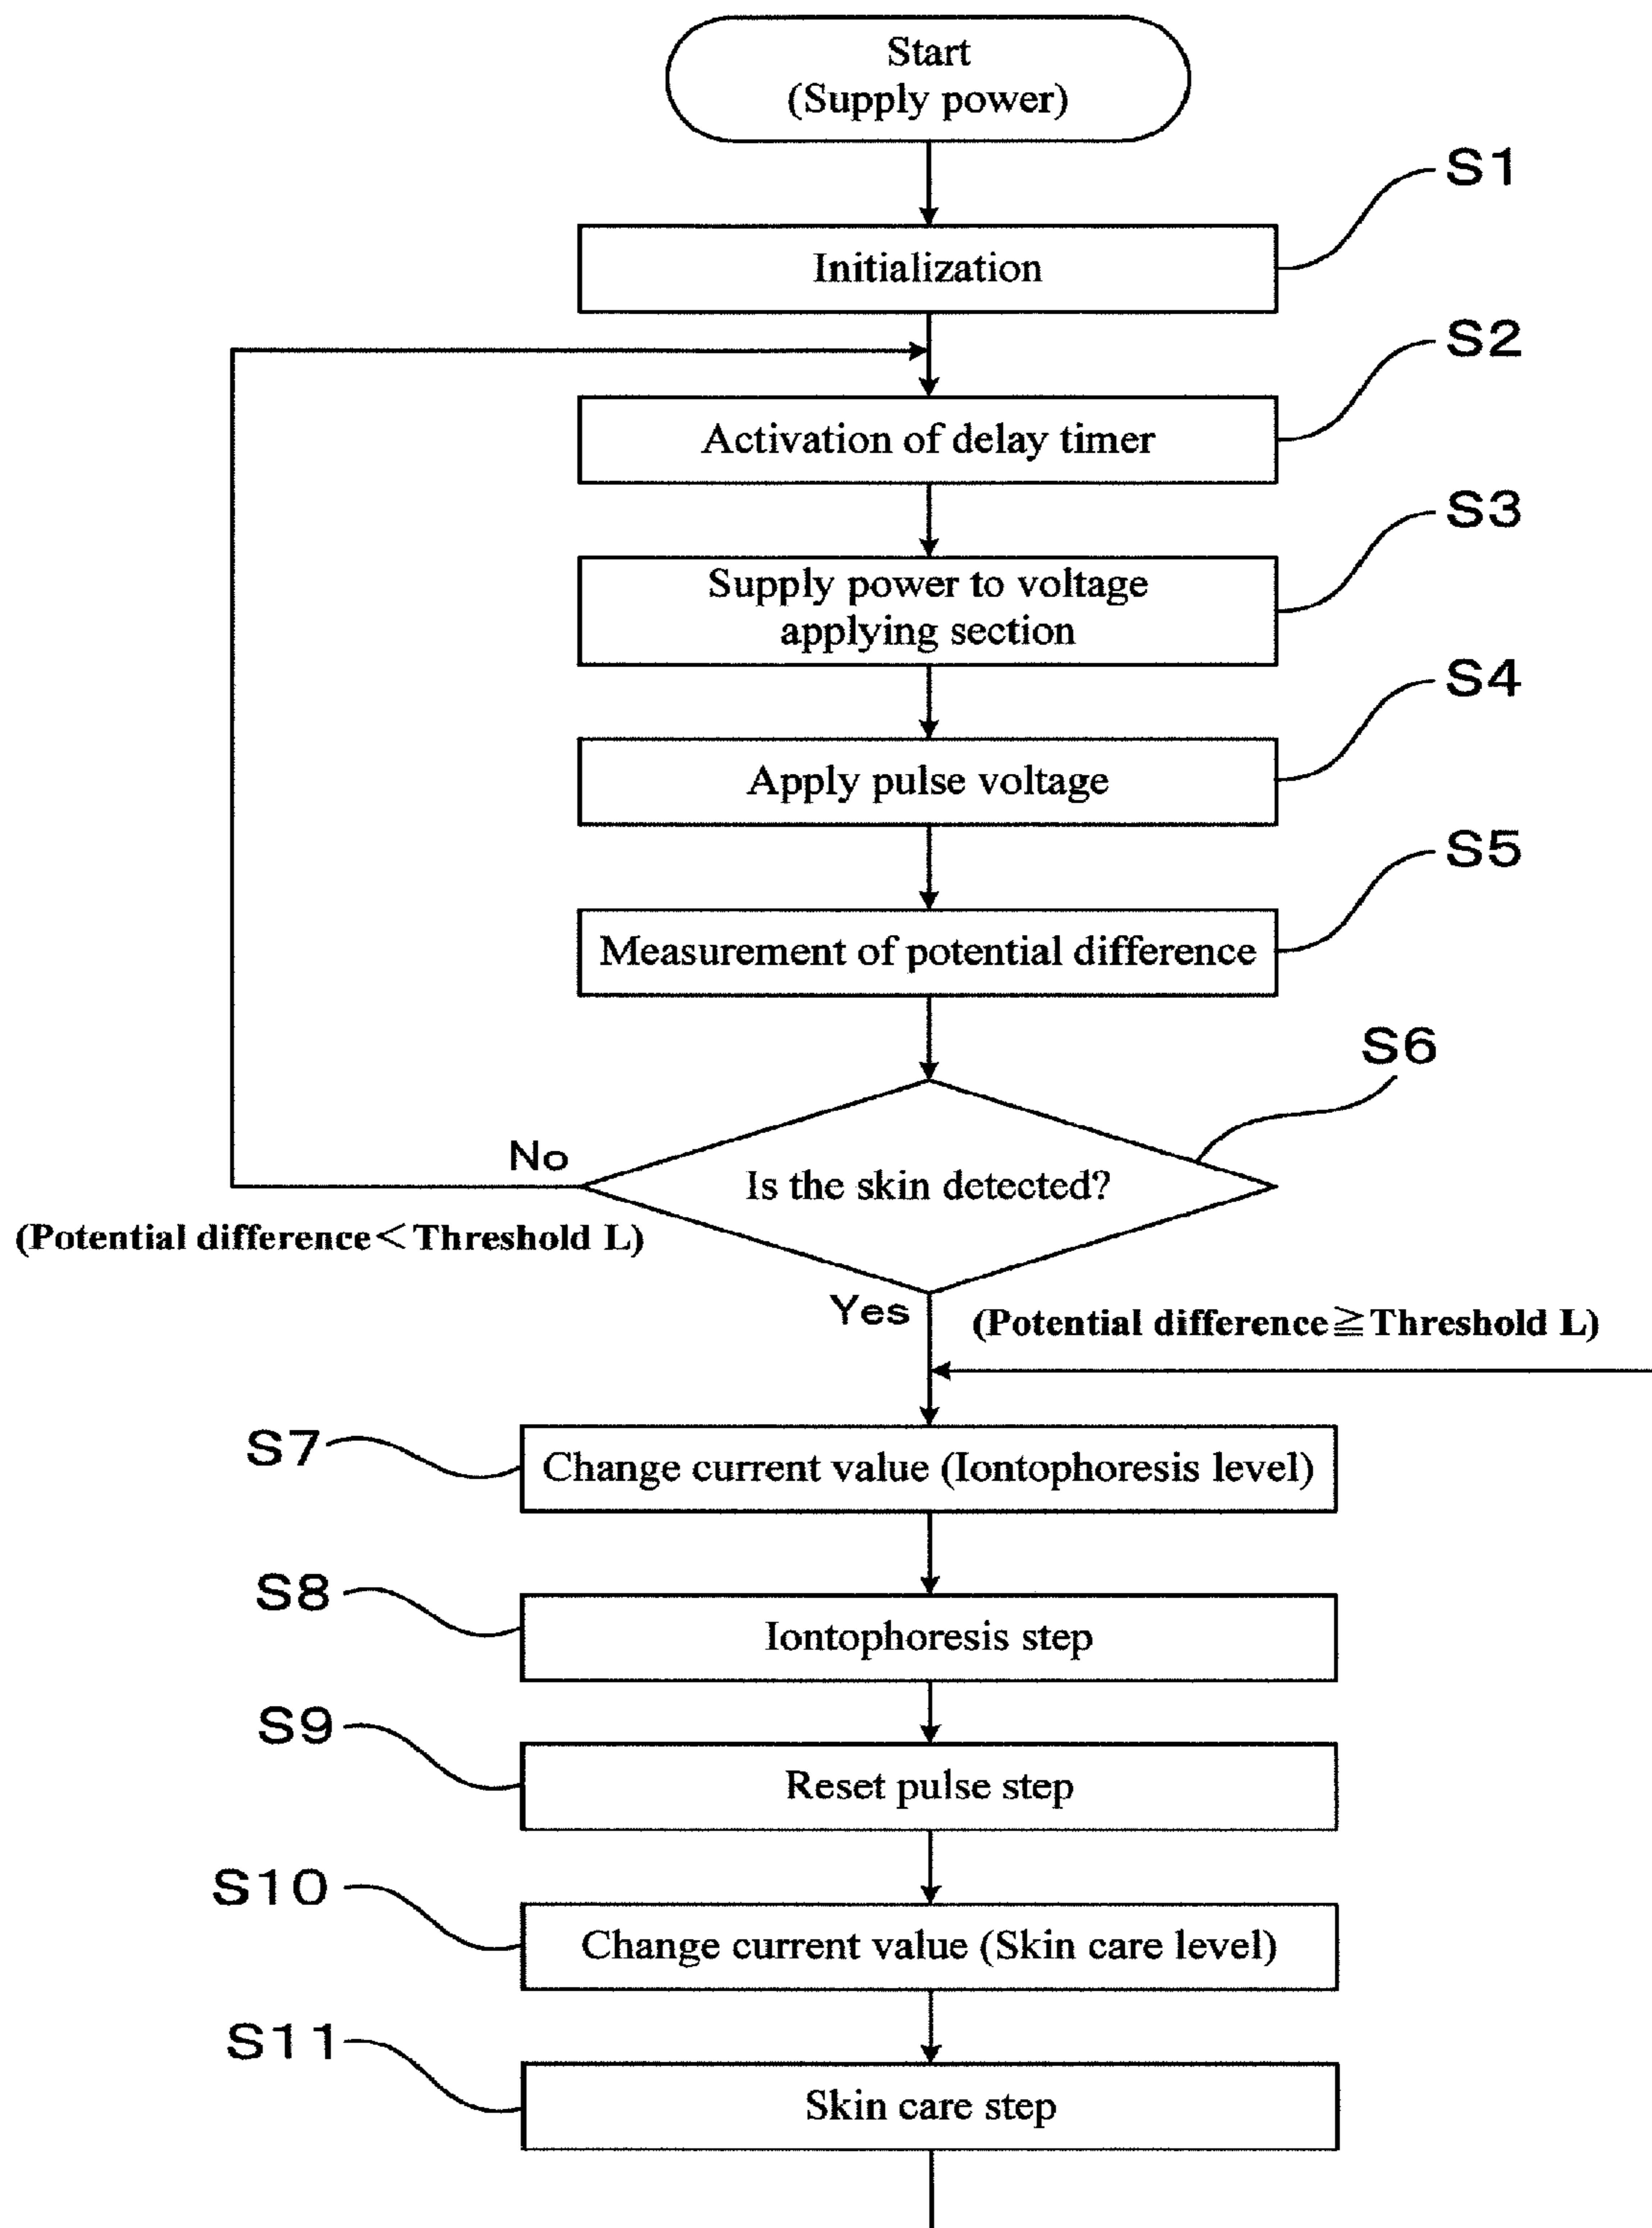 Start
(Supply power)
S1
Initialization
S2
Activation of delay timer
S3
Supply power to voltage
applying section
S4
Apply pulse voltage
S5
Measurement of potential difference
S6
No
Is the skin detected?
(Potential difference<Threshold L)
Yes
(Potential difference≧Threshold L)
S7
Change current value (Iontophoresis level)
S8
Iontophoresis step
S9
Reset pulse step
S10
Change current value (Skin care level)
S11
Skin care step